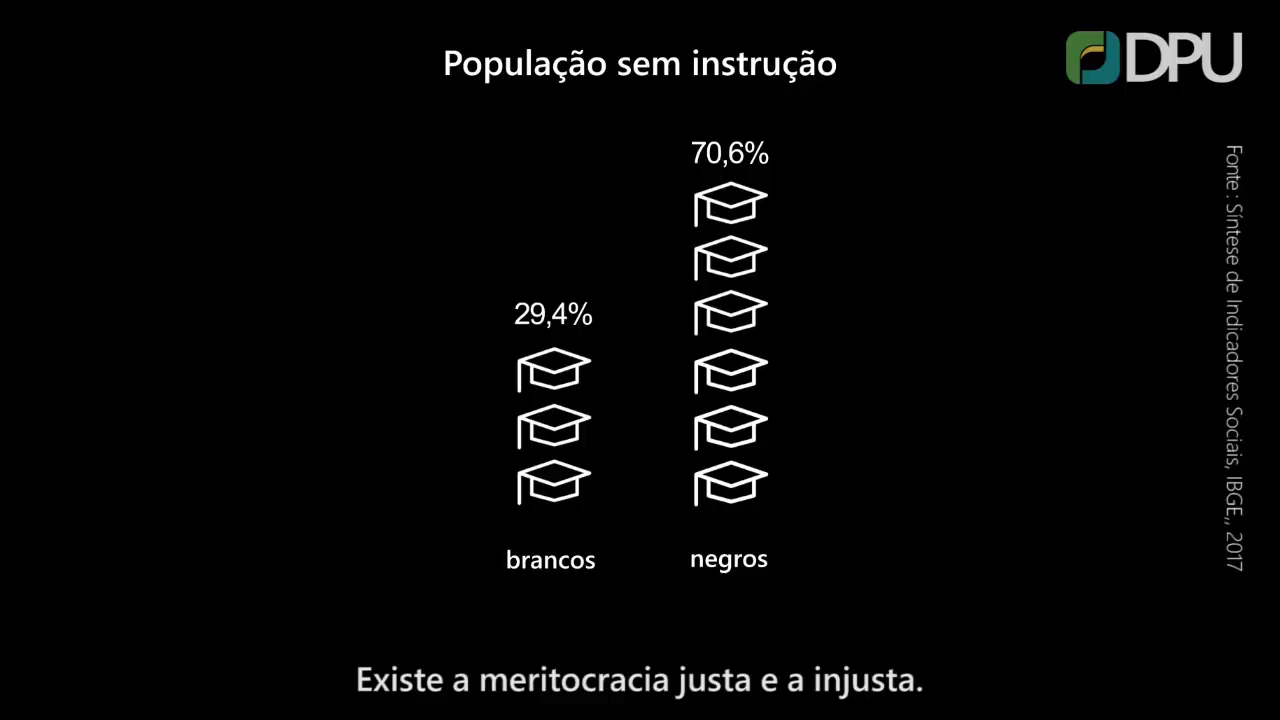 População sem instrução
DPU
70,6%
29,4%
brancos
negros
Fonte : Síntese de Indicadores Sociais, IBGE,, 2017
Existe a meritocracia justa e a injusta.